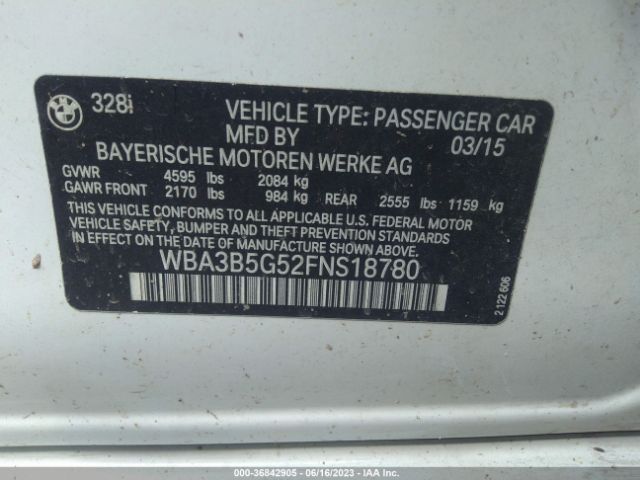 BMW 328i VEHICLE TYPE: PASSENGER CAR
MFD BY 03/15
BAYERISCHE MOTOREN WERKE AG
GVWR 4595 lbs 2084 kg
GAWR FRONT 2170 lbs 984 kg REAR 2555 lbs 1159 kg
THIS VEHICLE CONFORMS TO ALL APPLICABLE U.S. FEDERAL MOTOR
VEHICLE SAFETY, BUMPER AND THEFT PREVENTION STANDARDS
IN EFFECT ON THE DATE OF MANUFACTURE SHOWN ABOVE.
WBA3B5G52FNS18780
2 122 606
000-36842905 - 06/16/2023 - IAA Inc.